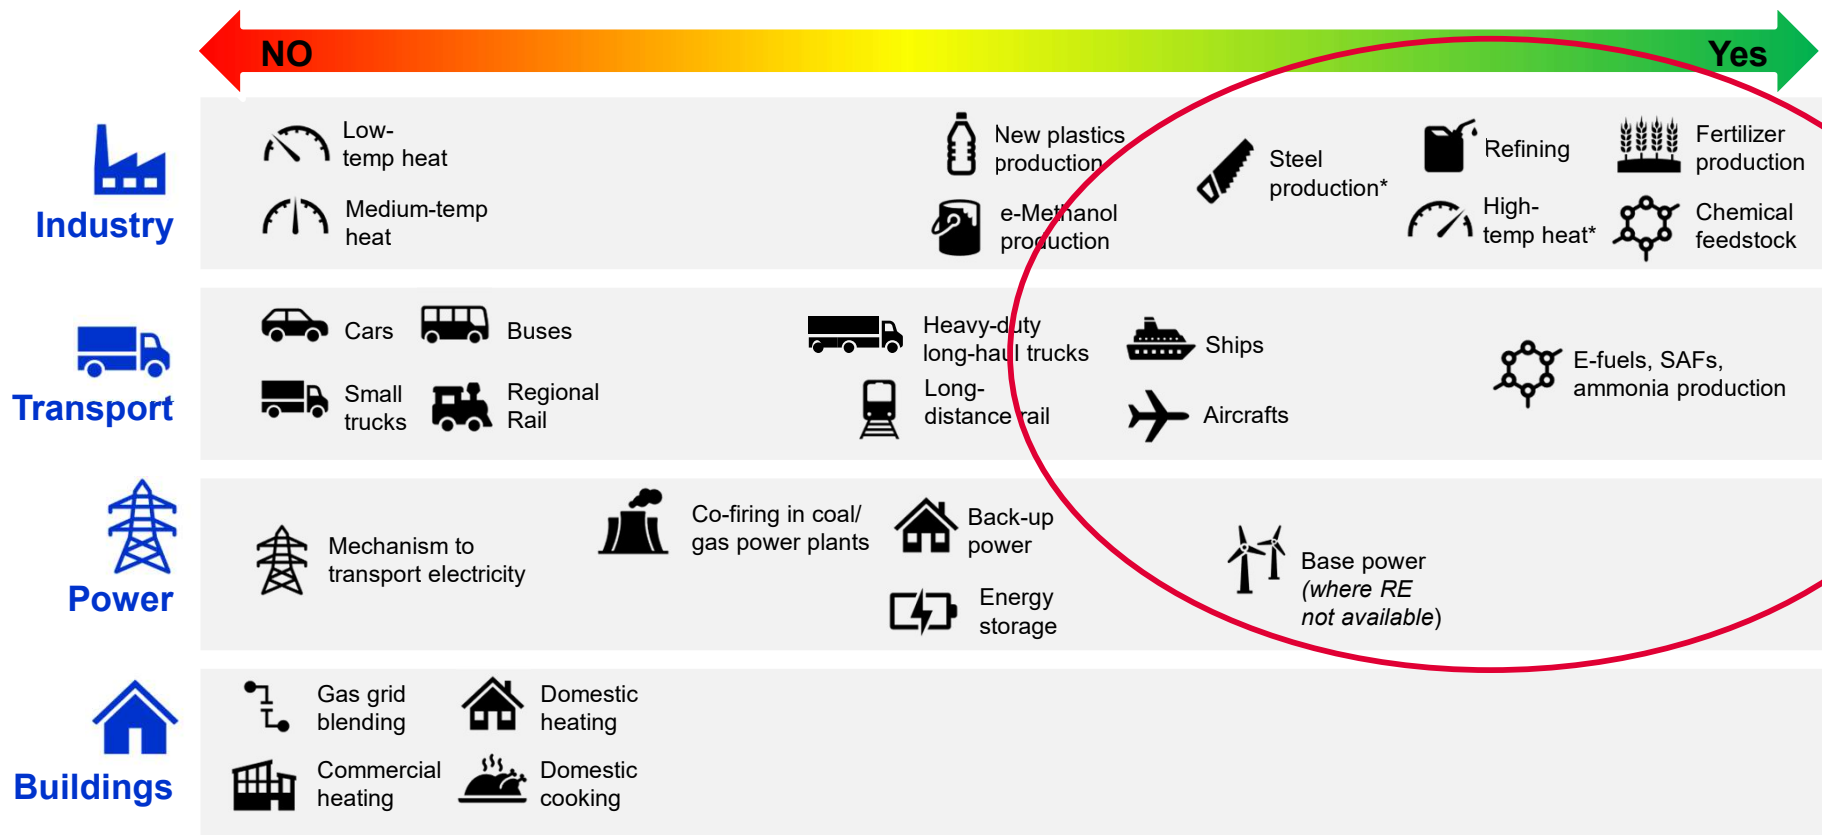 NO
Yes
Industry
Low-
temp heat
Medium-temp
heat
New plastics
production
e-Methanol
production
Steel
production*
Refining
High-
temp heat*
Fertilizer
production
Chemical
feedstock
Transport
Cars
Buses
Small
trucks
Regional
Rail
Heavy-duty
long-haul trucks
Long-
distance rail
Ships
Aircrafts
E-fuels, SAFs,
ammonia production
Power
Mechanism to
transport electricity
Co-firing in coal/
gas power plants
Back-up
power
Energy
storage
Base power
(where RE
not available)
Buildings
Gas grid
blending
Domestic
heating
Commercial
heating
Domestic
cooking